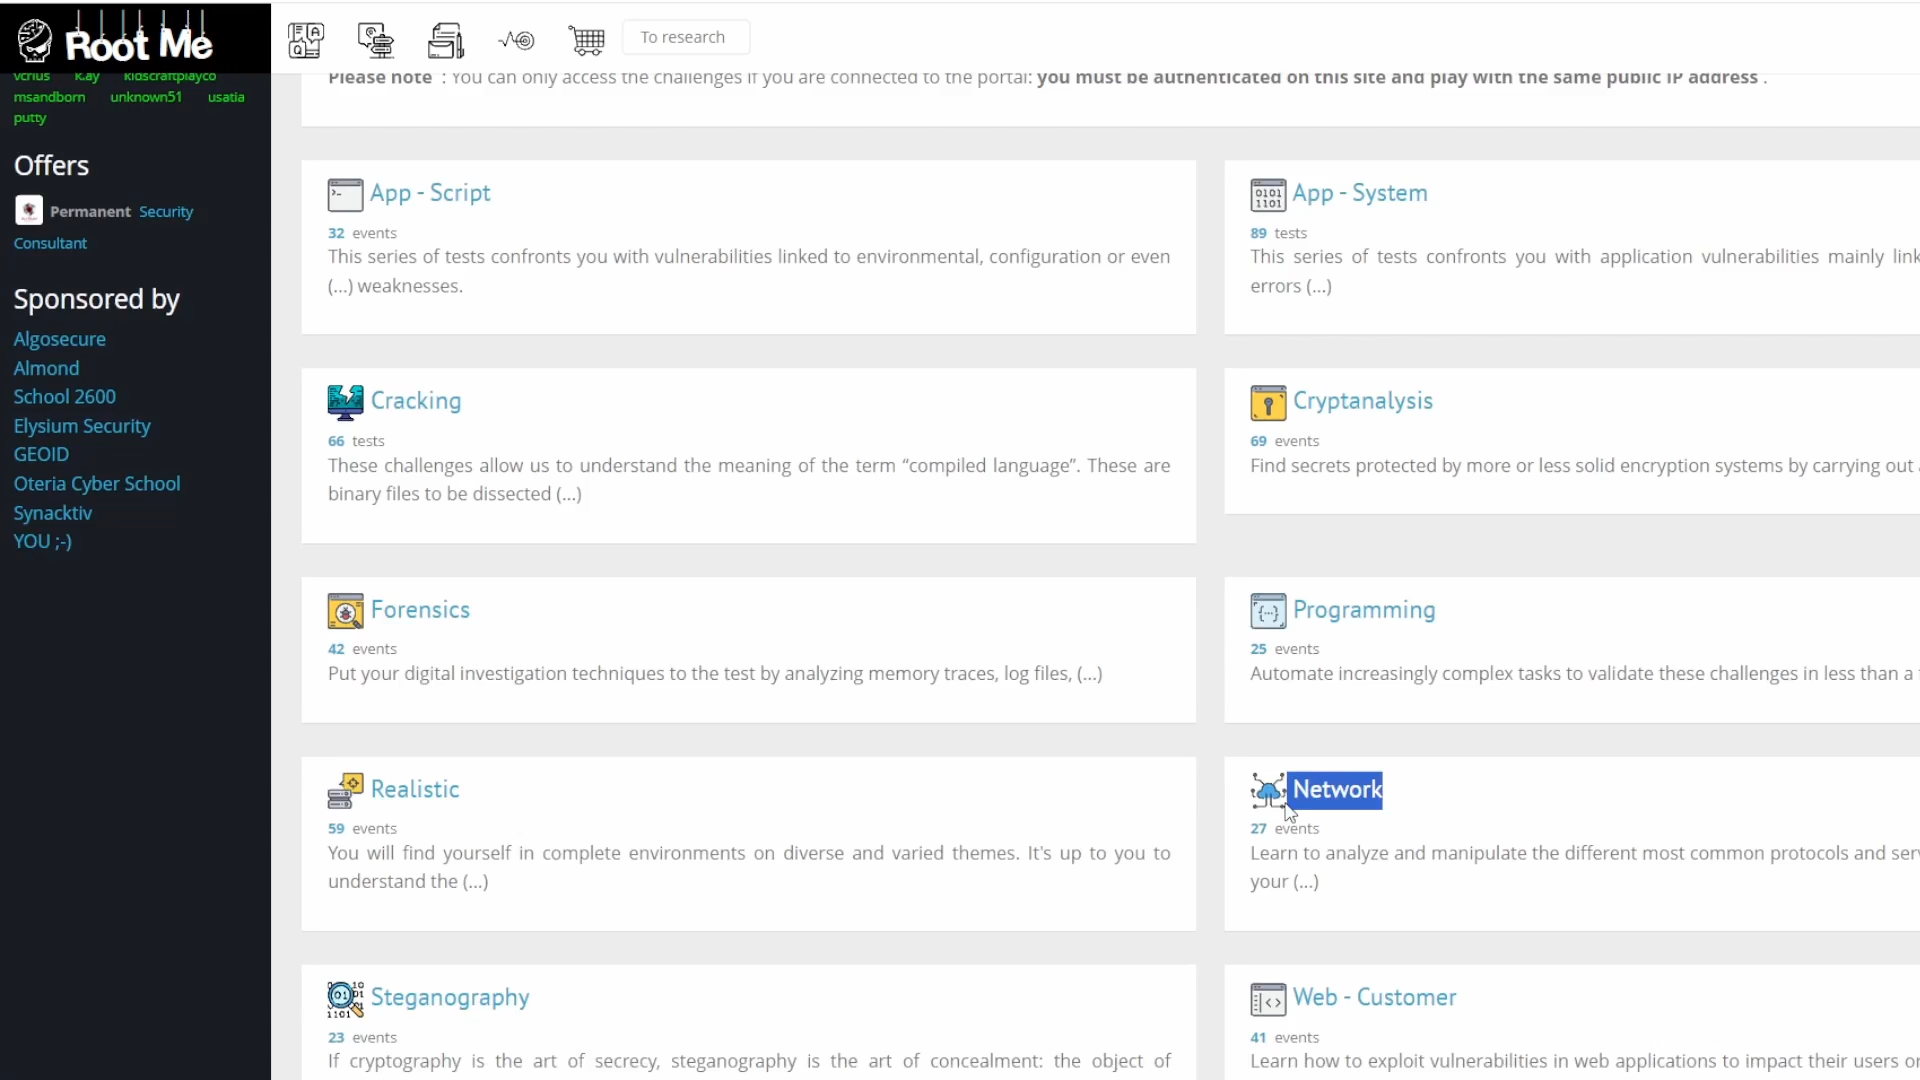 Root Me
To research
vcrius k.ay kidscraftplayco
msandborn unknown51 usatia
putty
Offers
Permanent Security
Consultant
Sponsored by
Algosecure
Almond
School 2600
Elysium Security
GEOID
Oteria Cyber School
Synacktiv
YOU ;-)
Please note : You can only access the challenges if you are connected to the portal: you must be authenticated on this site and play with the same public IP address .
App - Script
32 events
This series of tests confronts you with vulnerabilities linked to environmental, configuration or even
(...) weaknesses.
App - System
89 tests
This series of tests confronts you with application vulnerabilities mainly link
errors (...)
Cracking
66 tests
These challenges allow us to understand the meaning of the term “compiled language”. These are
binary files to be dissected (...)
Cryptanalysis
69 events
Find secrets protected by more or less solid encryption systems by carrying out
Forensics
42 events
Put your digital investigation techniques to the test by analyzing memory traces, log files, (...)
Programming
25 events
Automate increasingly complex tasks to validate these challenges in less than a
Realistic
59 events
You will find yourself in complete environments on diverse and varied themes. It's up to you to
understand the (...)
Network
27 events
Learn to analyze and manipulate the different most common protocols and serv
your (...)
Steganography
23 events
If cryptography is the art of secrecy, steganography is the art of concealment: the object of
Web - Customer
41 events
Learn how to exploit vulnerabilities in web applications to impact their users o